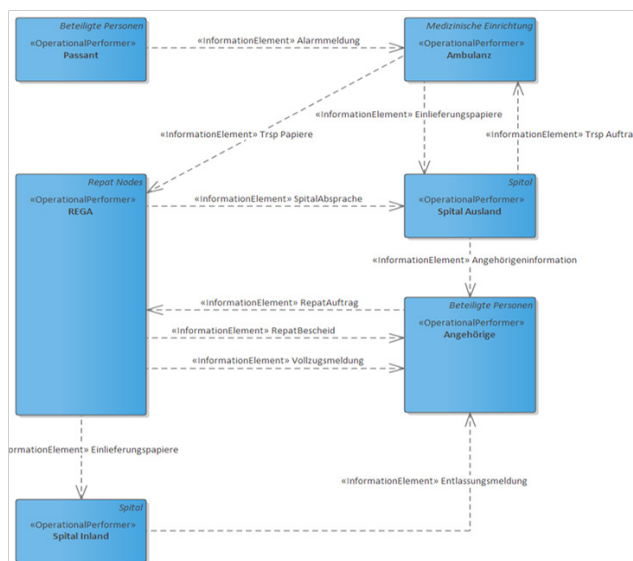 Beteiligte Personen
«OperationalPerformer»
Passant
«InformationElement» Alarmmeldung
Medizinische Einrichtung
«OperationalPerformer»
Ambulanz
«InformationElement» Trsp Papiere
«InformationElement» Einlieferungspapiere
«InformationElement» Trsp Auftra
Repat Nodes
«OperationalPerformer»
REGA
«InformationElement» SpitalAbsprache
Spital
«OperationalPerformer»
Spital Ausland
«InformationElement» Angehörigeninformation
«InformationElement» RepatAuftrag
«InformationElement» RepatBescheid
«InformationElement» Vollzugsmeldung
Beteiligte Personen
«OperationalPerformer»
Angehörige
ormationElement» Einlieferungspapiere
«InformationElement» Entlassungsmeldung
Spital
«OperationalPerformer»
Spital Inland